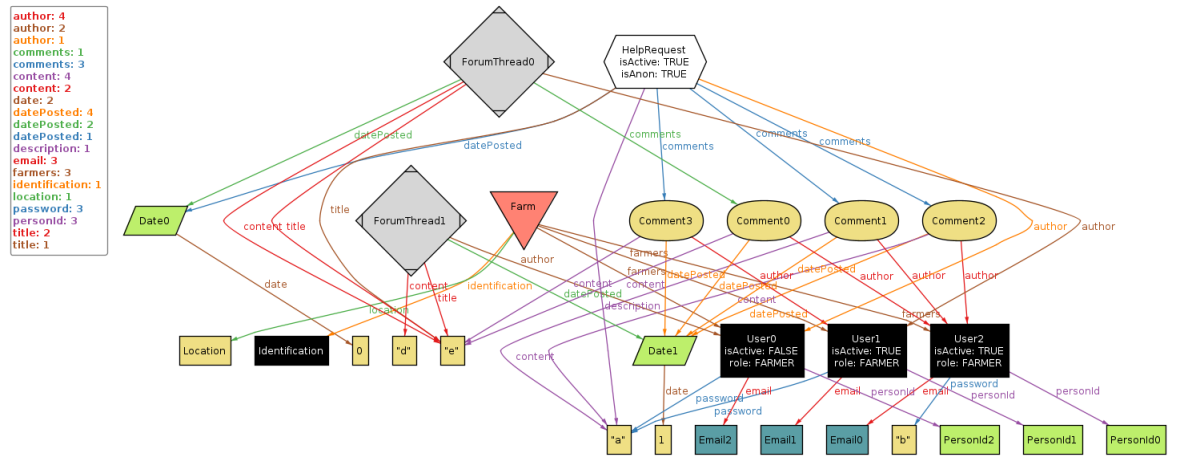 author: 4
author: 2
author: 1
comments: 1
comments: 3
content: 4
content: 2
date: 2
datePosted: 4
datePosted: 2
datePosted: 1
description: 1
email: 3
farmers: 3
identification: 1
location: 1
password: 3
personId: 3
title: 2
title: 1
ForumThread0
HelpRequest
isActive: TRUE
isAnon: TRUE
datePosted
datePosted
comments
comments
comments
comments
Date0
title
ForumThread1
Farm
Comment3
Comment0
Comment1
Comment2
content
title
author
farmers
author
author
date
identification
farmers
datePosted
author
datePosted
author
author
author
content
title
location
content
datePosted
content
description
datePosted
content
datePosted
farmers
Location
Identification
0
"d"
"e"
content
Date1
User0
isActive: FALSE
role: FARMER
User1
isActive: TRUE
role: FARMER
User2
isActive: TRUE
role: FARMER
date
password
password
email
email
personId
email
personId
password
personId
"a"
1
Email2
Email1
Email0
"b"
PersonId2
PersonId1
PersonId0